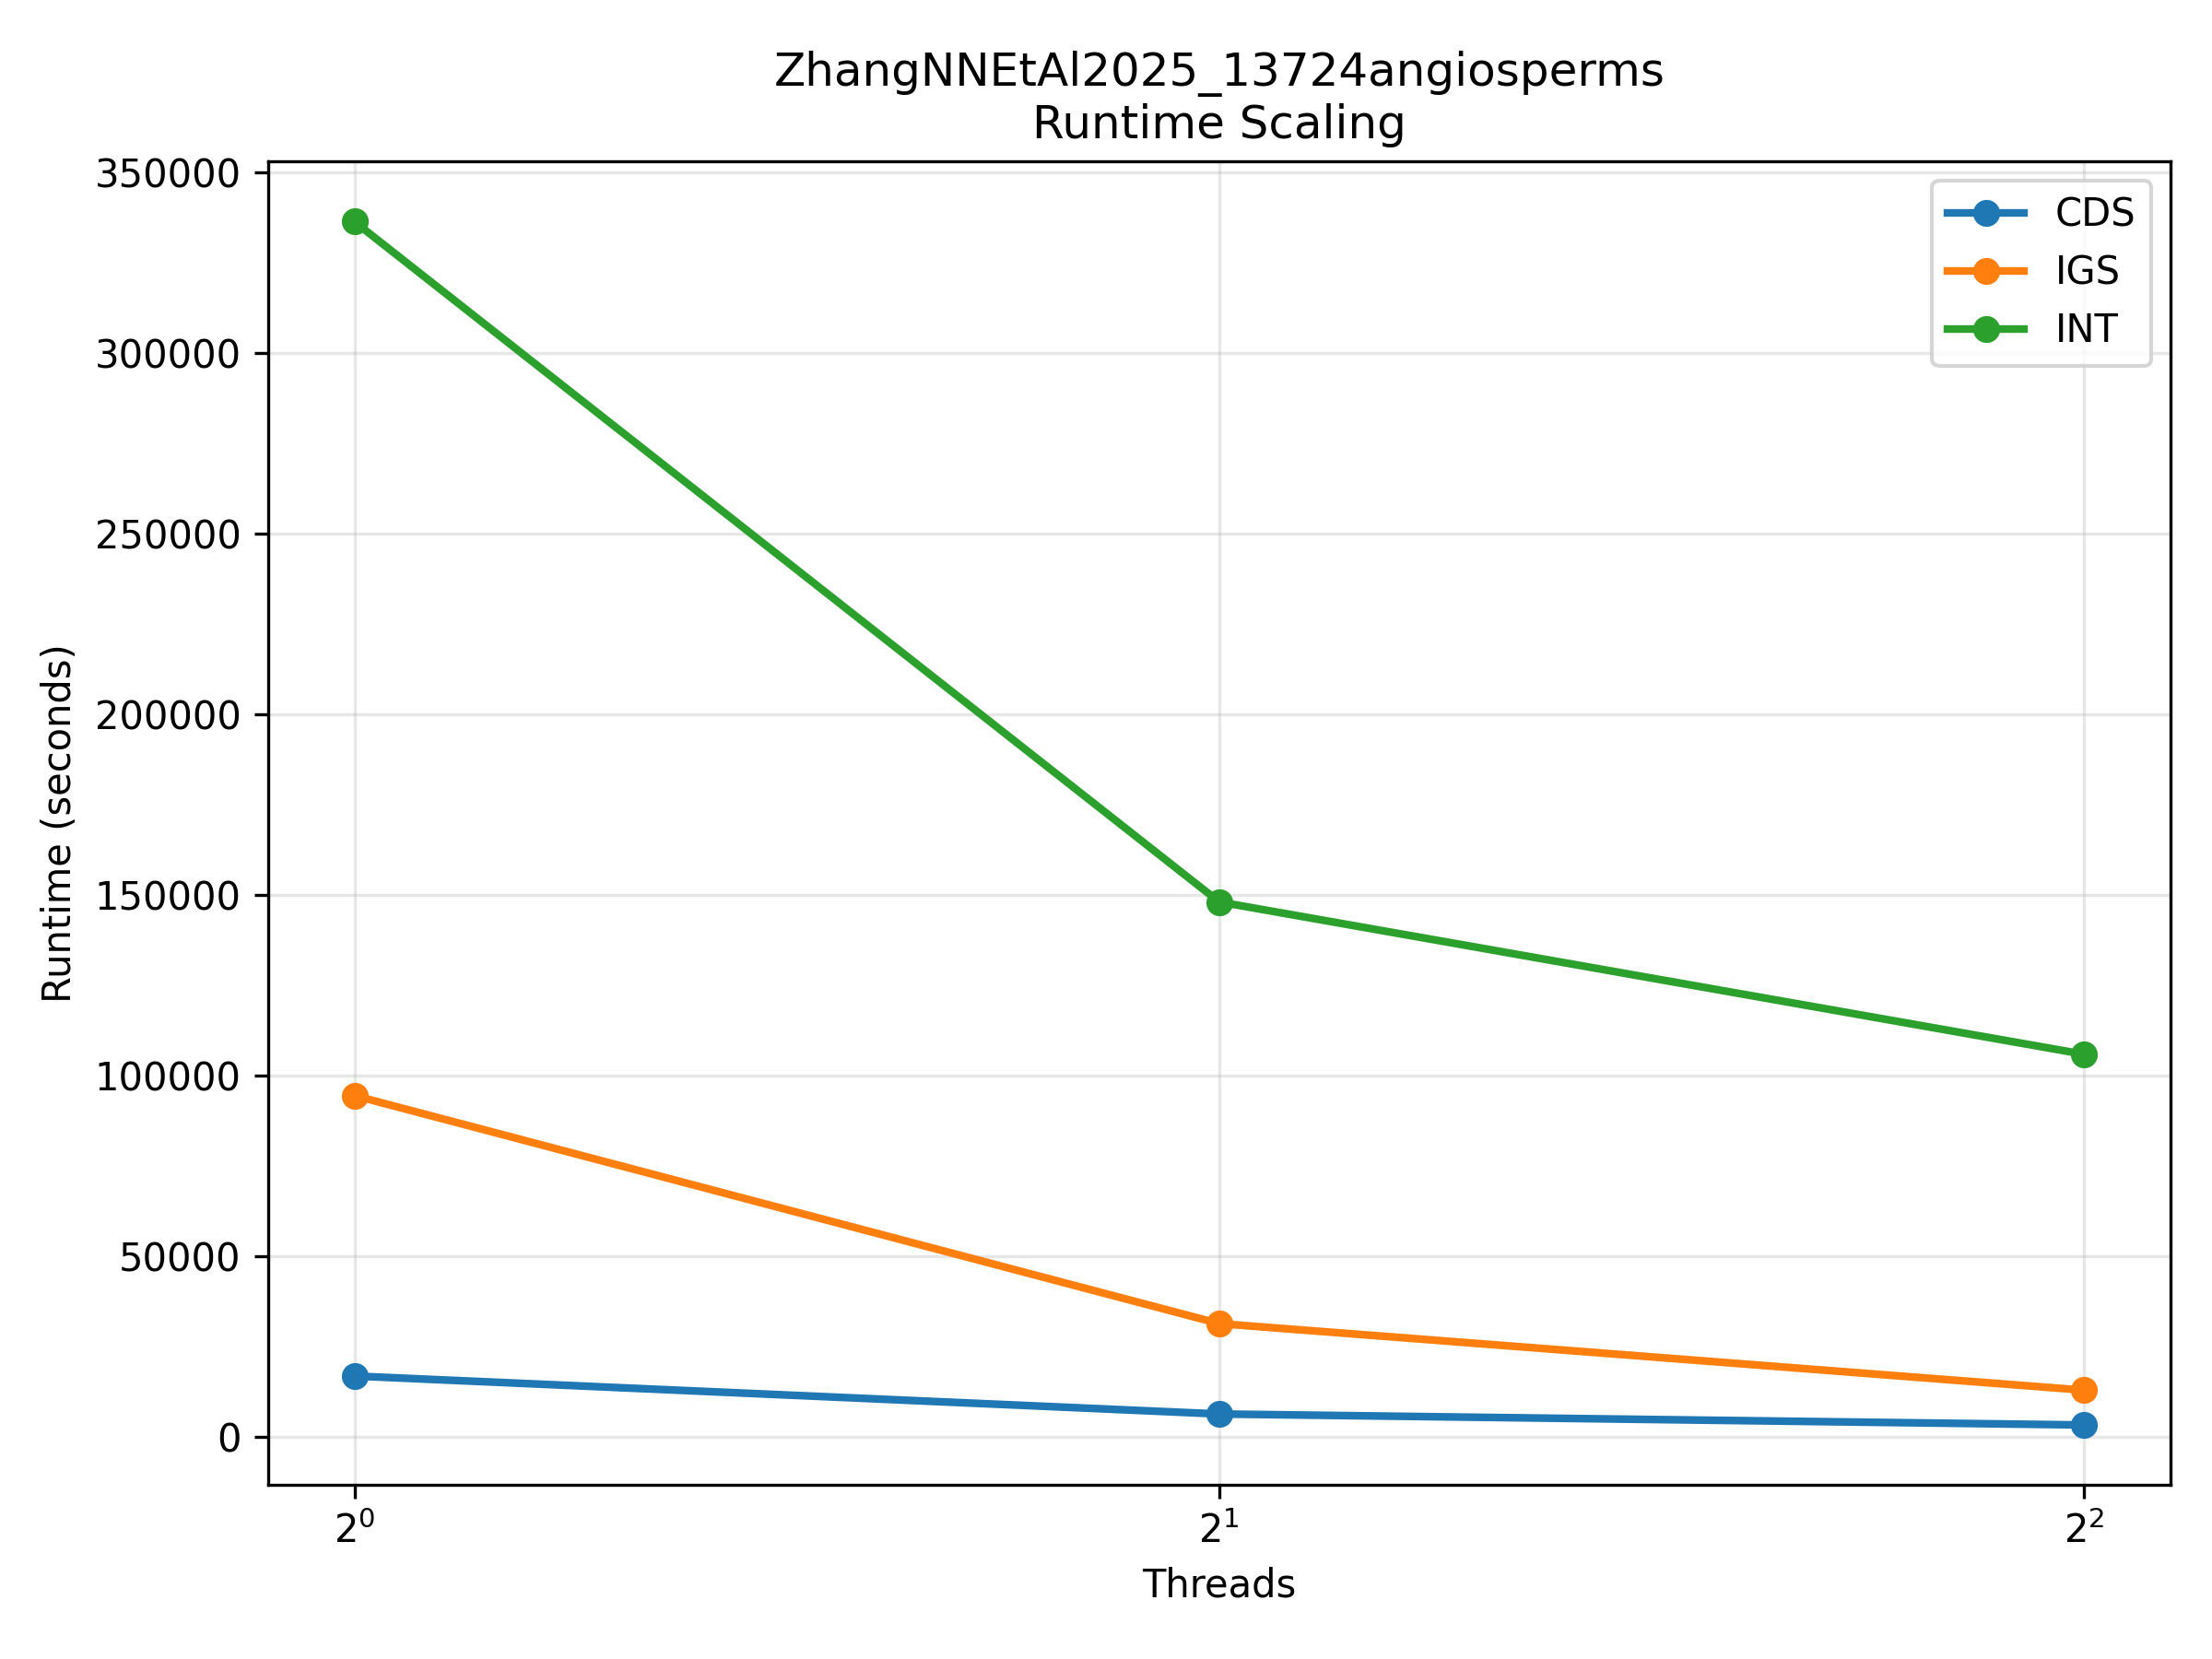 ZhangNNEtAl2025_13724angiosperms
Runtime Scaling
350000
300000
250000
200000
150000
100000
50000
0
Runtime (seconds)
CDS
IGS
INT
2⁰
2¹
2²
Threads